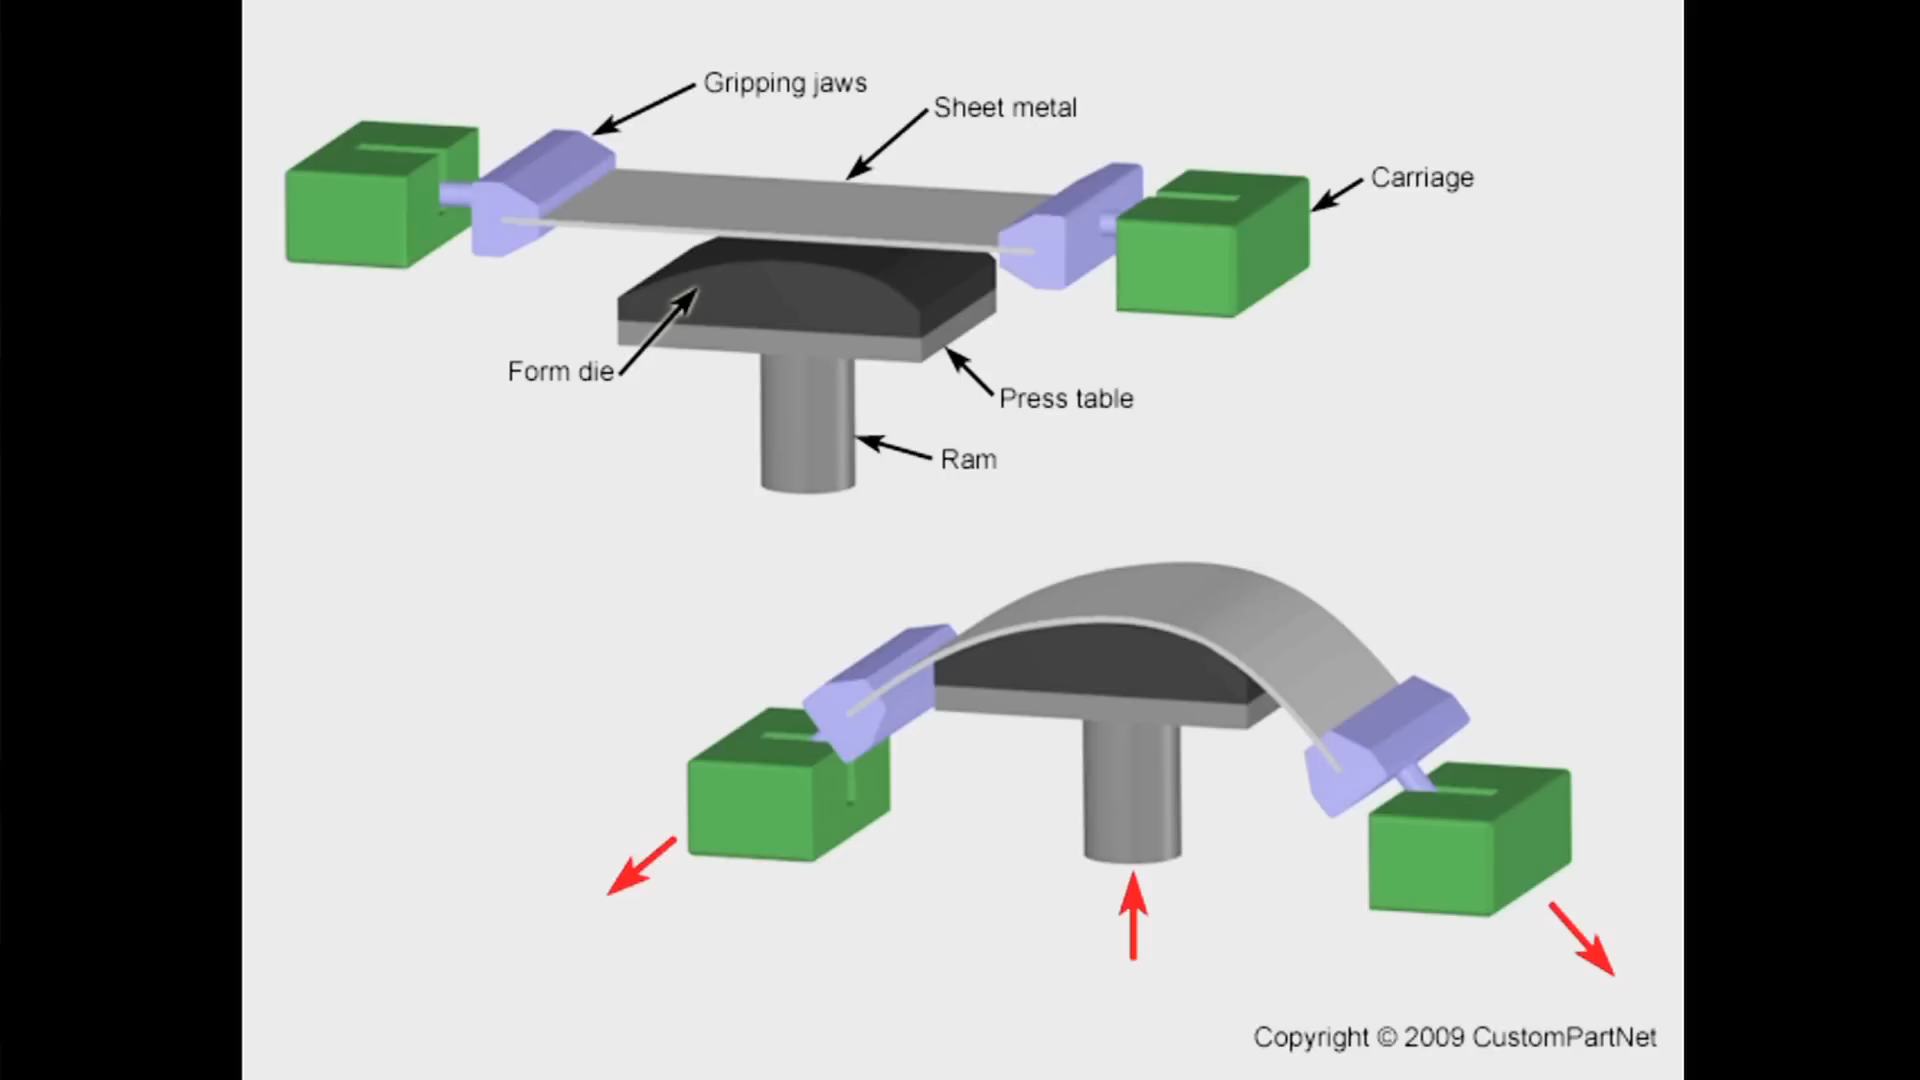 Gripping jaws
Sheet metal
Carriage
Form die
Press table
Ram
Copyright © 2009 CustomPartNet